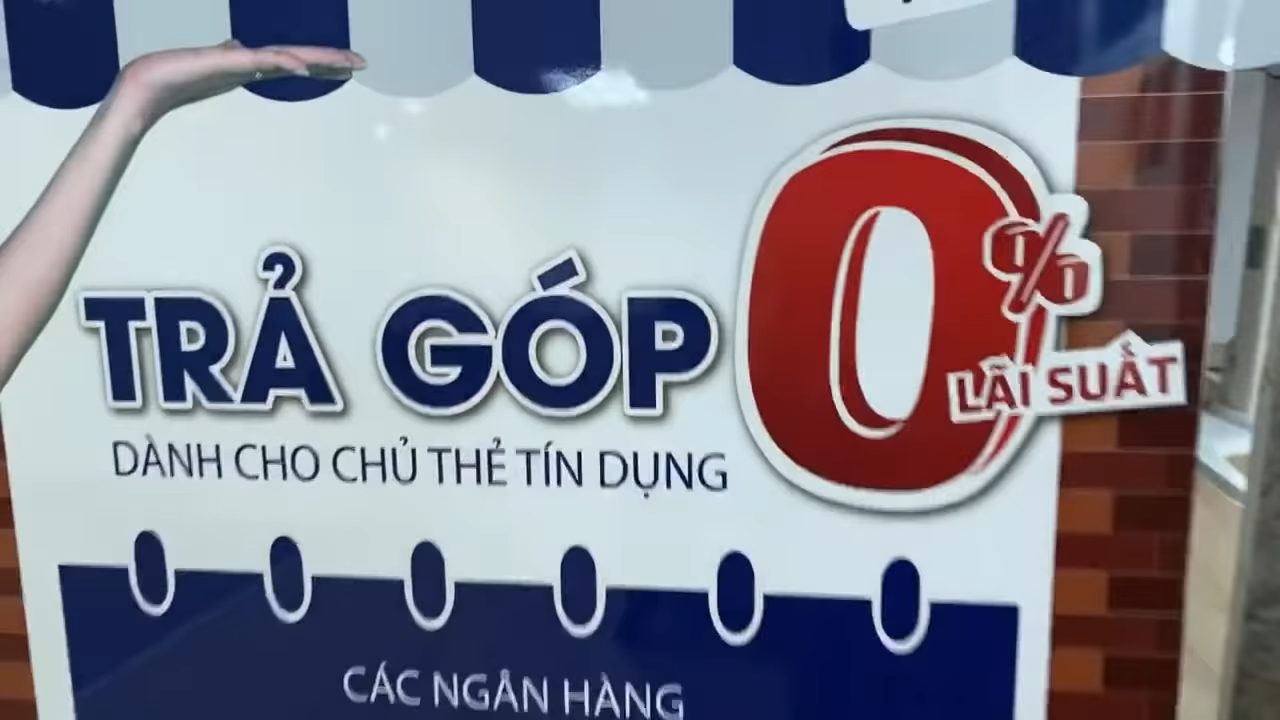 TRẢ GÓP 0%
LÃI SUẤT
DÀNH CHO CHỦ THẺ TÍN DỤNG
CÁC NGÂN HÀNG